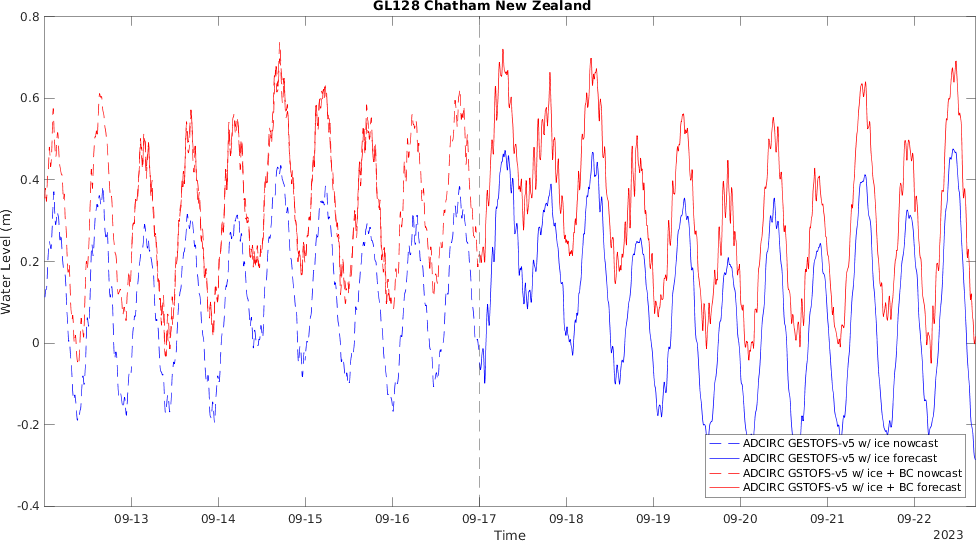 GL128 Chatham New Zealand
0.8
0.6
0.4
0.2
0
-0.2
-0.4
Water Level (m)
ADCIRC GESTOFS-v5 w/ ice nowcast
ADCIRC GESTOFS-v5 w/ ice forecast
ADCIRC GSTOFS-v5 w/ ice + BC nowcast
ADCIRC GSTOFS-v5 w/ ice + BC forecast
09-13 09-14 09-15 09-16 09-17 09-18 09-19 09-20 09-21 09-22
Time
2023